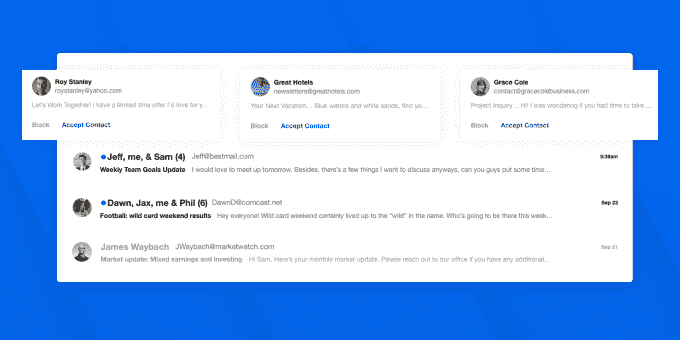 Roy Stanley
roystanley@yahoo.com
Let's Work Together! I have a limited time offer I'd love for y...
Block Accept Contact
Great Hotels
newsletters@greathotels.com
Your Next Vacation... Blue waters and white sands, find yo...
Block Accept Contact
Grace Cole
contact@gracecolebusiness.com
Project Inquiry... Hi! I was wondering if you had time to take ...
Block Accept Contact
Jeff, me, & Sam (4) Jeff@bestmail.com 9:38am
Weekly Team Goals Update I would love to meet up tomorrow. Besides, there's a few things I want to discuss anyways, can you guys put some time...
Dawn, Jax, me & Phil (6) DawnD@comcast.net Sep 23
Football: wild card weekend results Hey everyone! Wild card weekend certainly lived up to the "wild" in the name. Who's going to be there this week...
James Waybach JWaybach@marketwatch.com Sep 21
Market update: Mixed earnings and investing Hi Sam, Here's your monthly market update. Please reach out to our office if you have any additional...